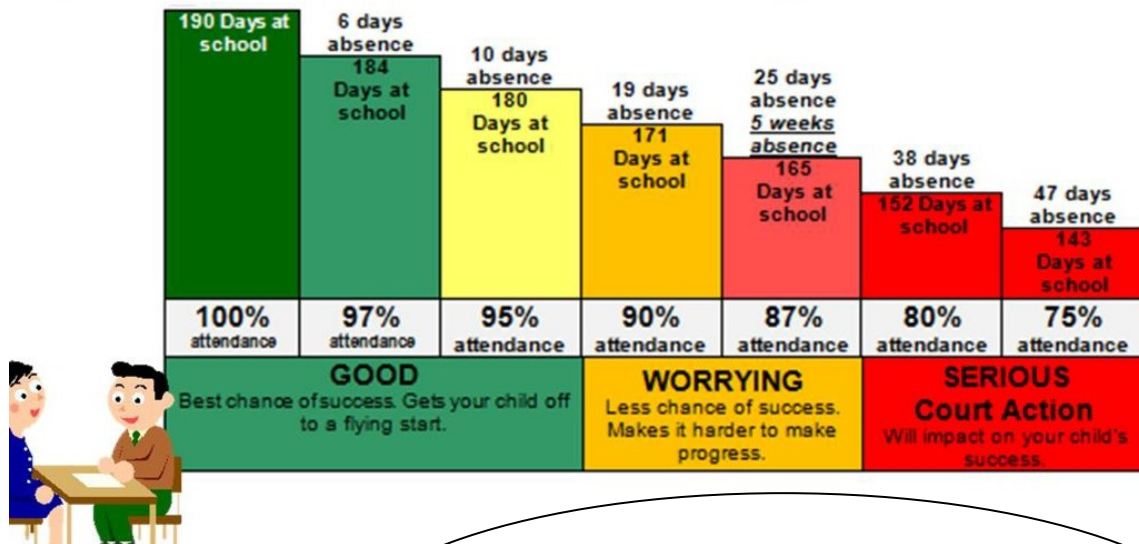 190 Days at
school
6 days
absence
184
Days at
school
10 days
absence
180
Days at
school
19 days
absence
171
Days at
school
25 days
absence
5 weeks
absence
165
Days at
school
38 days
absence
152 Days at
school
47 days
absence
143
Days at
school
100%
attendance
97%
attendance
95%
attendance
90%
attendance
87%
attendance
80%
attendance
75%
attendance
GOOD
Best chance of success. Gets your child off
to a flying start.
WORRYING
Less chance of success.
Makes it harder to make
progress.
SERIOUS
Court Action
Will impact on your child's
success.